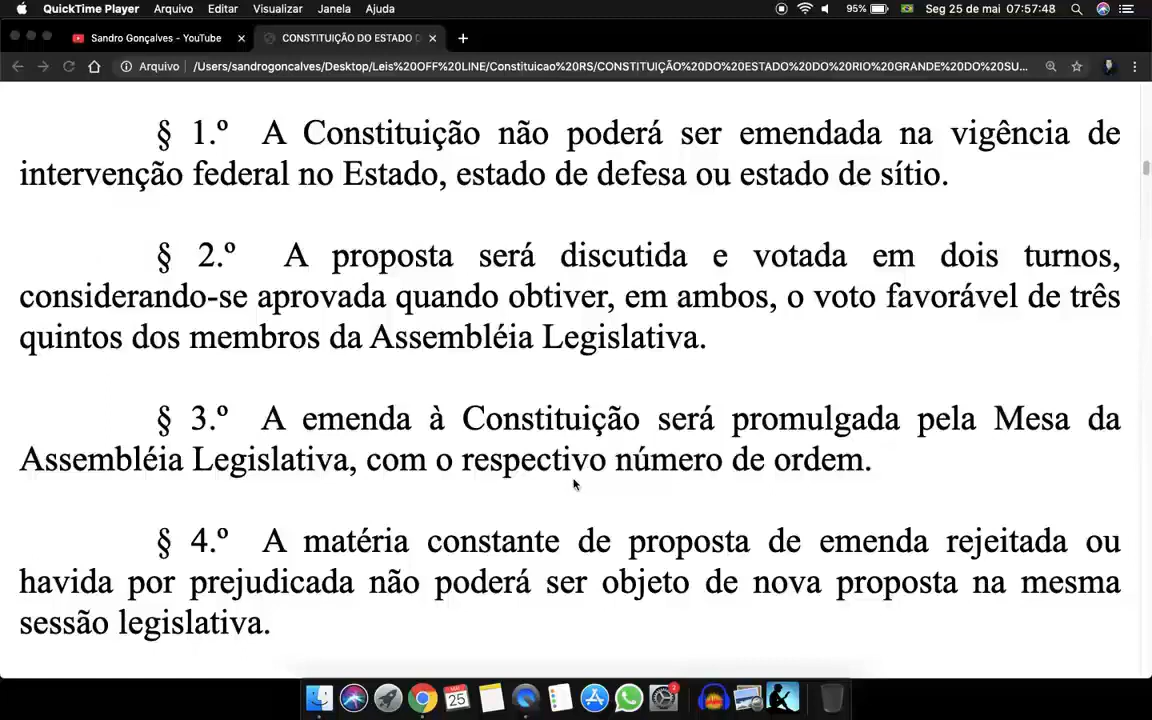 QuickTime Player Arquivo Editar Visualizar Janela Ajuda 95% Seg 25 de mai 07:57:48
Sandro Gonçalves - YouTube × CONSTITUIÇÃO DO ESTADO × +
Arquivo /Users/sandrogoncalves/Desktop/Leis%20OFF%20LINE/Constituicao%20RS/CONSTITUIÇÃO%20DO%20ESTADO%20DO%20RIO%20GRANDE%20DO%20SU...
§ 1.º A Constituição não poderá ser emendada na vigência de
intervenção federal no Estado, estado de defesa ou estado de sítio.
§ 2.º A proposta será discutida e votada em dois turnos,
considerando-se aprovada quando obtiver, em ambos, o voto favorável de três
quintos dos membros da Assembléia Legislativa.
§ 3.º A emenda à Constituição será promulgada pela Mesa da
Assembléia Legislativa, com o respectivo número de ordem.
§ 4.º A matéria constante de proposta de emenda rejeitada ou
havida por prejudicada não poderá ser objeto de nova proposta na mesma
sessão legislativa.
25